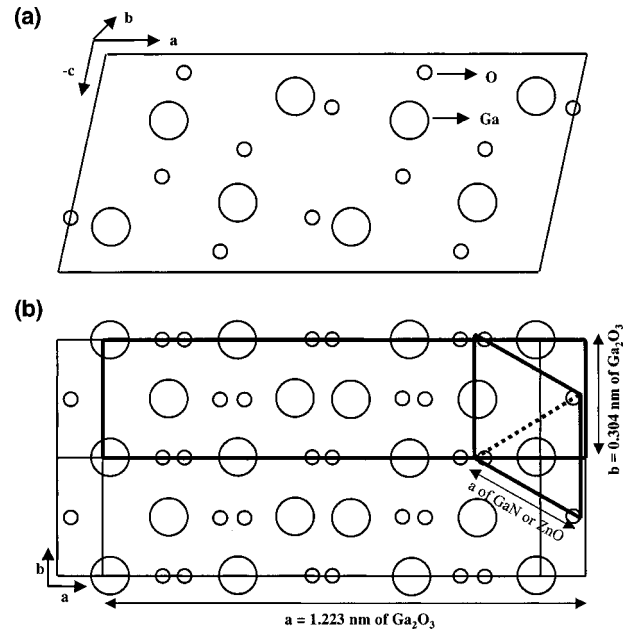 (a)
b
a
-c
O
Ga
(b)
b = 0.304 nm of Ga₂O₃
a of GaN or ZnO
b
a
a = 1.223 nm of Ga₂O₃